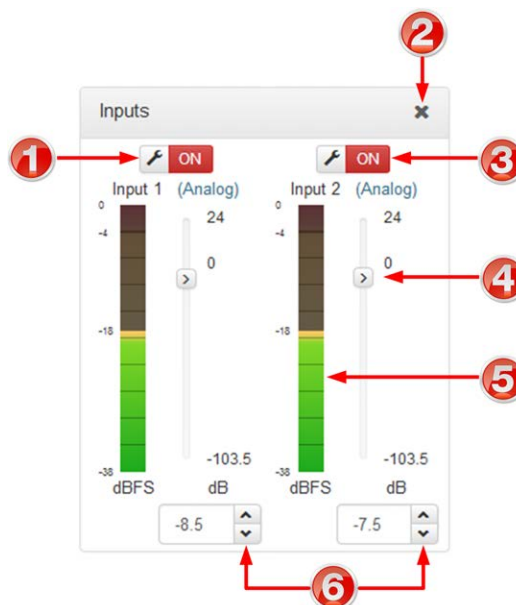 2
Inputs
1
ON
ON
3
Input 1 (Analog)
Input 2 (Analog)
0
24
0
24
-4
-4
0
0
4
-18
-18
5
-103.5
-103.5
-38
-38
dBFS
dB
dBFS
dB
-8.5
-7.5
6